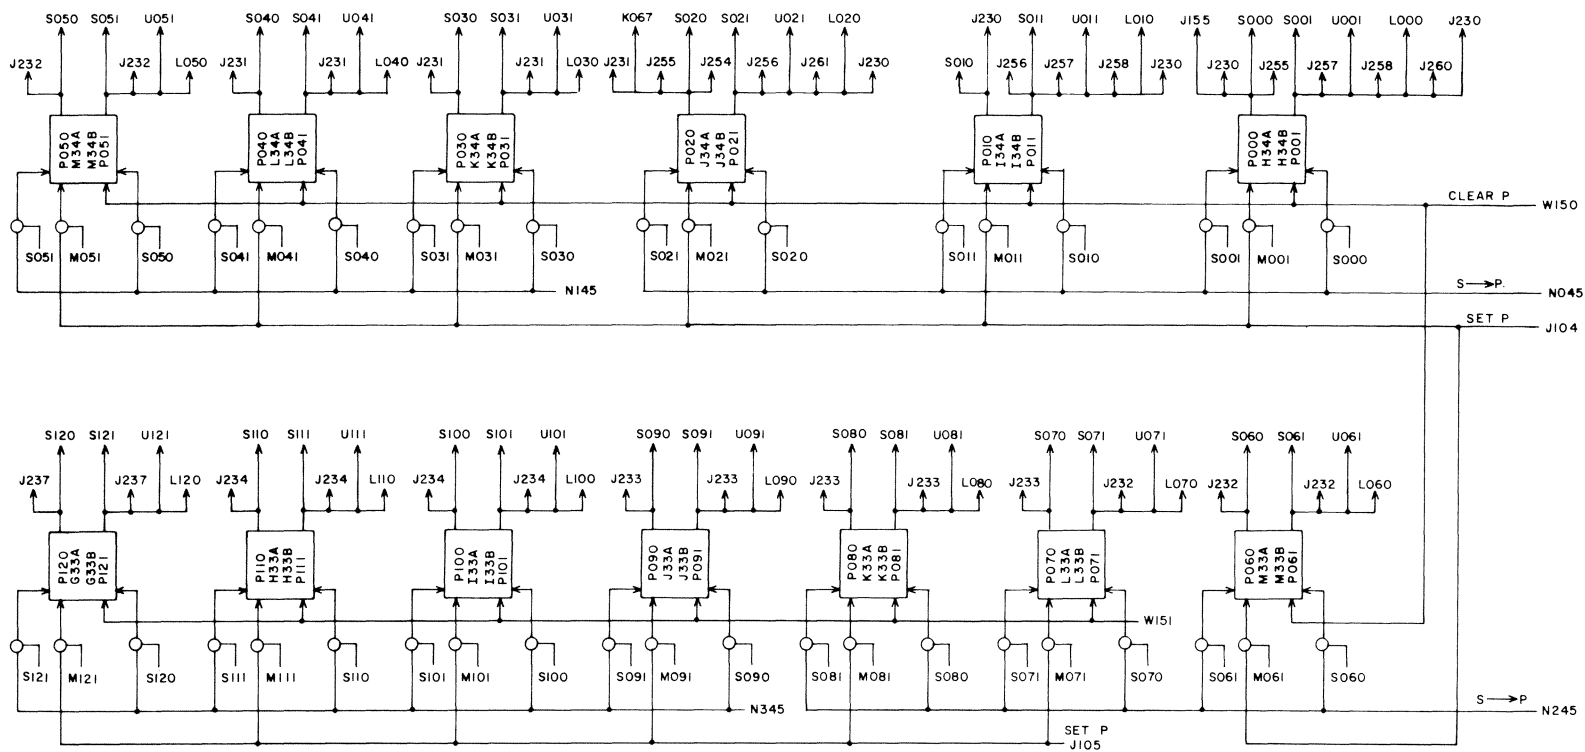 S050 S051 U051 S040 S041 U041 S030 S031 U031 K067 S020 S021 U021 L020 J230 S011 U011 L010 J155 S000 S001 U001 L000 J230
J232 J232 L050 J231 J231 L040 J231 J231 L030 J231 J255 J254 J256 J261 J230 S010 J256 J257 J258 J230 J230 J255 J257 J258 J260
P050 M34A M34B P051
P040 L34A L34B P041
P030 K34A K34B P031
P020 J34A J34B P021
P010 I34A I34B P011
P000 H34A H34B P001
CLEAR P W150
S051 M051 S050 S041 M041 S040 S031 M031 S030 S021 M021 S020 S011 M011 S010 S001 M001 S000
N145 S P. N045
SET P J104
S120 S121 U121 S110 S111 U111 S100 S101 U101 S090 S091 U091 S080 S081 U081 S070 S071 U071 S060 S061 U061
J237 J237 L120 J234 J234 L110 J234 J234 L100 J233 J233 L090 J233 J233 L080 J233 J232 L070 J232 J232 L060
P120 G33A G33B P121
P110 H33A H33B P111
P100 I33A I33B P101
P090 J33A J33B P091
P080 K33A K33B P081
P070 L33A L33B P071
P060 M33A M33B P061
W151
S121 M121 S120 S111 M111 S110 S101 M101 S100 S091 M091 S090 S081 M081 S080 S071 M071 S070 S061 M061 S060
N345 S P N245
SET P
J105